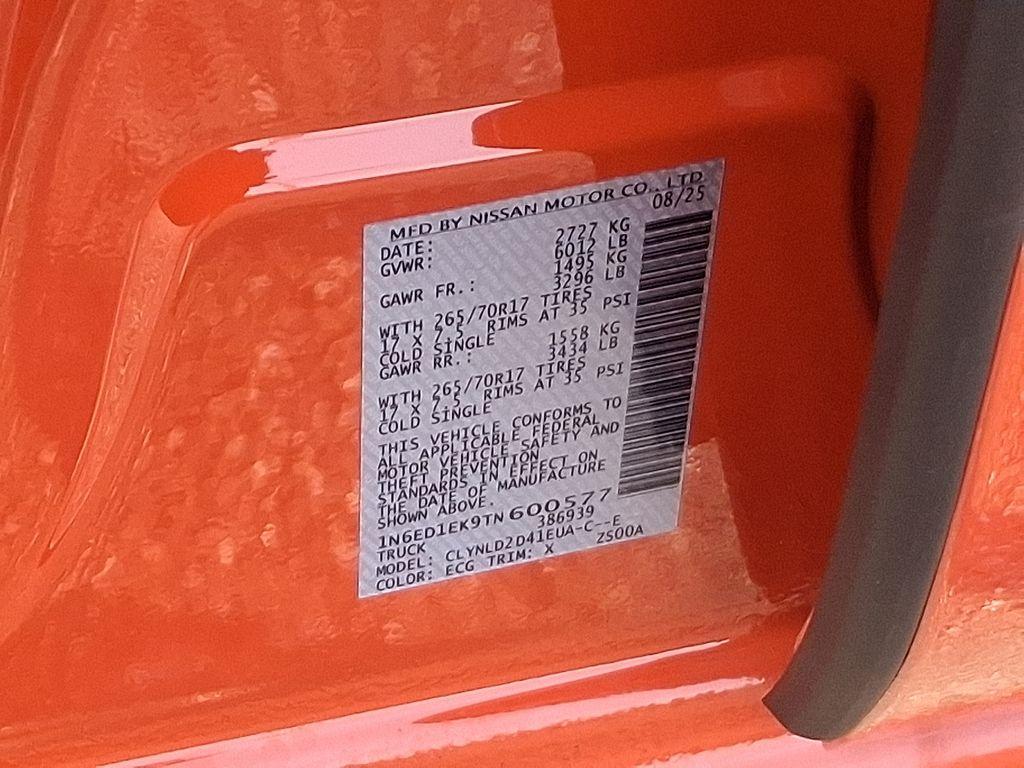 MFD BY NISSAN MOTOR CO., LTD
DATE: 08/25
GVWR: 2727 KG
6012 LB
GAWR FR.: 1495 KG
3296 LB
WITH 265/70R17 TIRES
17 X 7.5 RIMS AT 35 PSI
COLD SINGLE
GAWR RR.: 1558 KG
3434 LB
WITH 265/70R17 TIRES
17 X 7.5 RIMS AT 35 PSI
COLD SINGLE
THIS VEHICLE CONFORMS TO
ALL APPLICABLE FEDERAL
MOTOR VEHICLE SAFETY AND
THEFT PREVENTION
STANDARDS IN EFFECT ON
THE DATE OF MANUFACTURE
SHOWN ABOVE.
1N6ED1EK9TN600577
TRUCK 386939
MODEL: CLYNLD2D41EUA-C--E
COLOR: ECG TRIM: X ZS00A